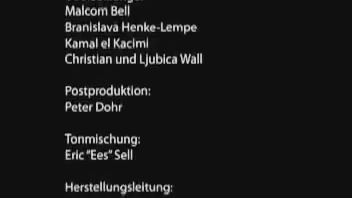 Malcom Bell
Branislava Henke-Lempe
Kamal el Kacimi
Christian und Ljubica Wall
Postproduktion:
Peter Dohr
Tonmischung:
Eric "Ees" Sell
Herstellungsleitung: